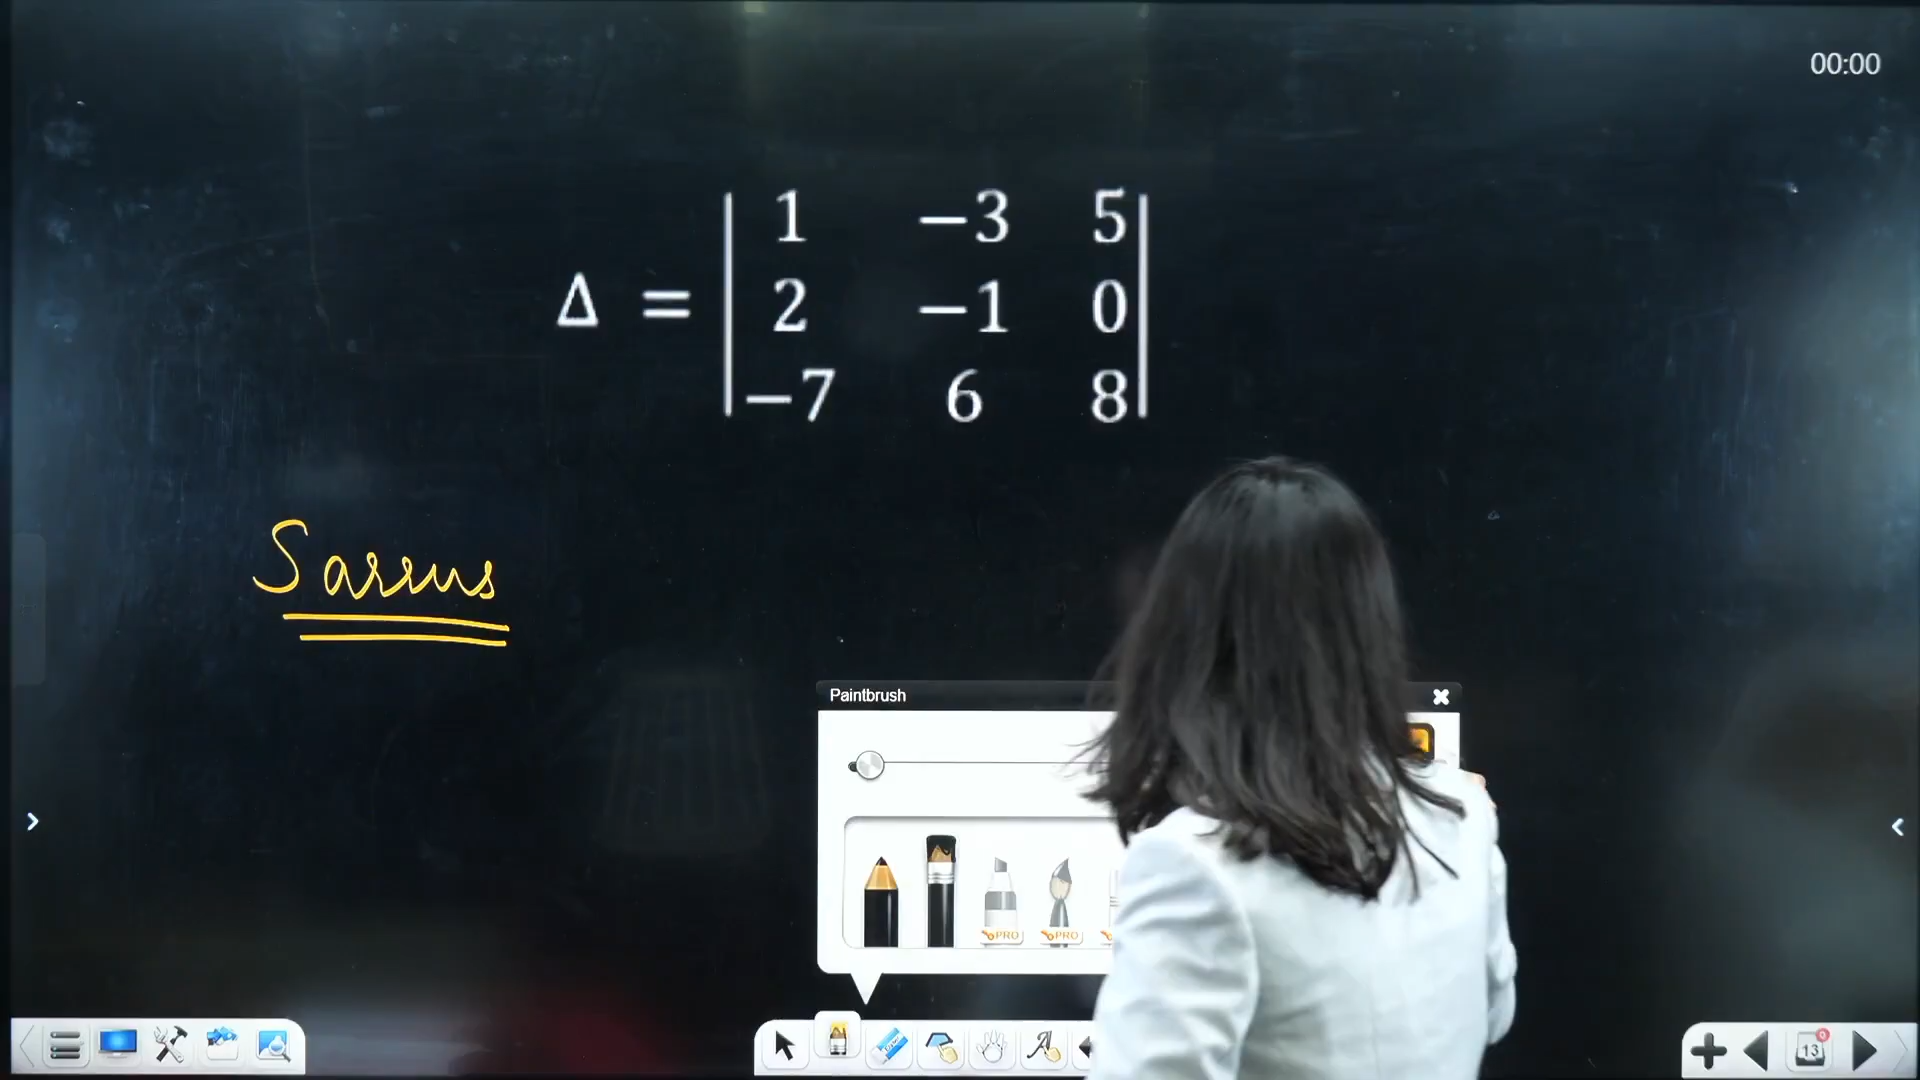 00:00
1 −3 5
Δ = 2 −1 0
−7 6 8
Sarrus
Paintbrush
PRO PRO
13